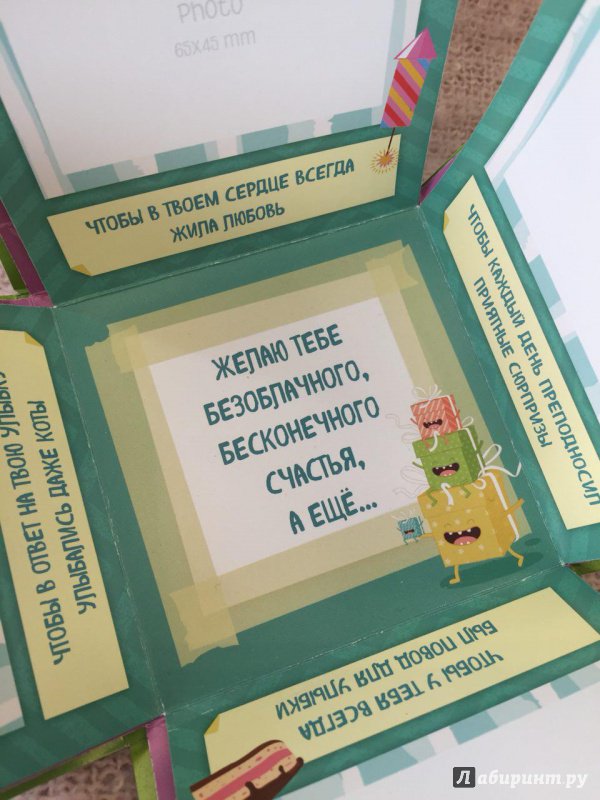 Photo
65x45 mm
ЧТОБЫ В ТВОЕМ СЕРДЦЕ ВСЕГДА
ЖИЛА ЛЮБОВЬ
ЧТОБЫ КАЖДЫЙ ДЕНЬ ПРЕПОДНОСИЛ
ПРИЯТНЫЕ СЮРПРИЗЫ
ЖЕЛАЮ ТЕБЕ
БЕЗОБЛАЧНОГО,
БЕСКОНЕЧНОГО
СЧАСТЬЯ,
А ЕЩЁ...
ЧТОБЫ В ОТВЕТ НА ТВОЮ УЛЫБКУ
УЛЫБАЛИСЬ ДАЖЕ КОТЫ
ЧТОБЫ У ТЕБЯ ВСЕГДА
БЫЛ ПОВОД ДЛЯ УЛЫБКИ
Лабиринт.ру